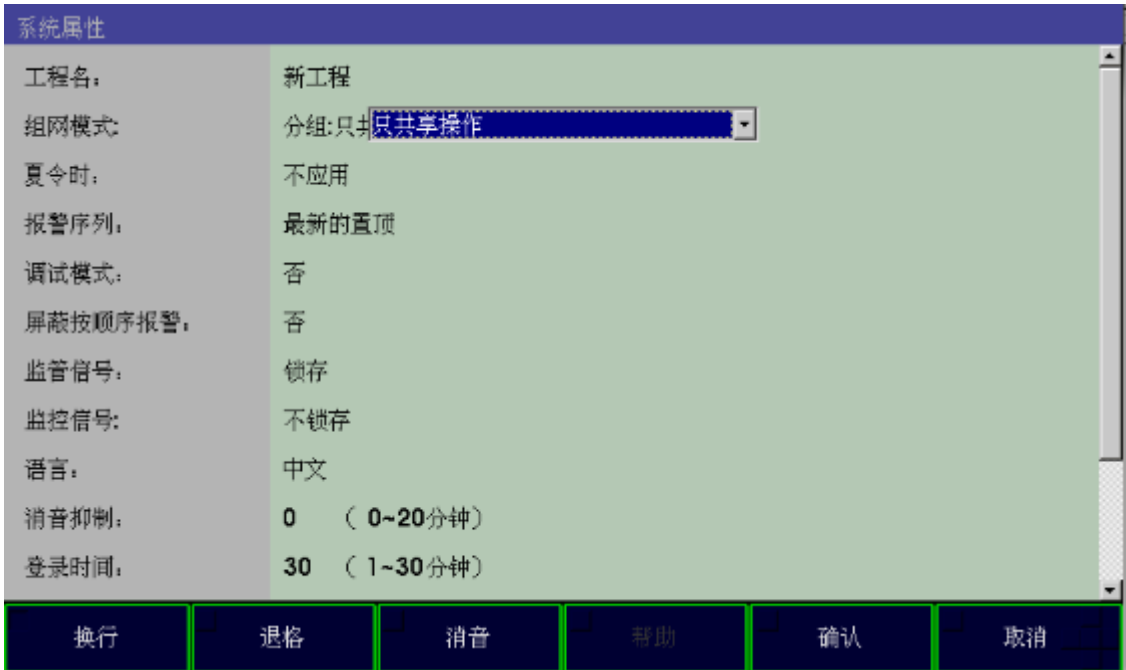 系统属性
工程名： 新工程
组网模式: 分组:只共 只共享操作
夏令时： 不应用
报警序列： 最新的置顶
调试模式： 否
屏蔽按顺序报警： 否
监管信号： 锁存
监控信号: 不锁存
语言： 中文
消音抑制： 0 （ 0~20分钟）
登录时间： 30 （ 1~30分钟）
换行 退格 消音 帮助 确认 取消